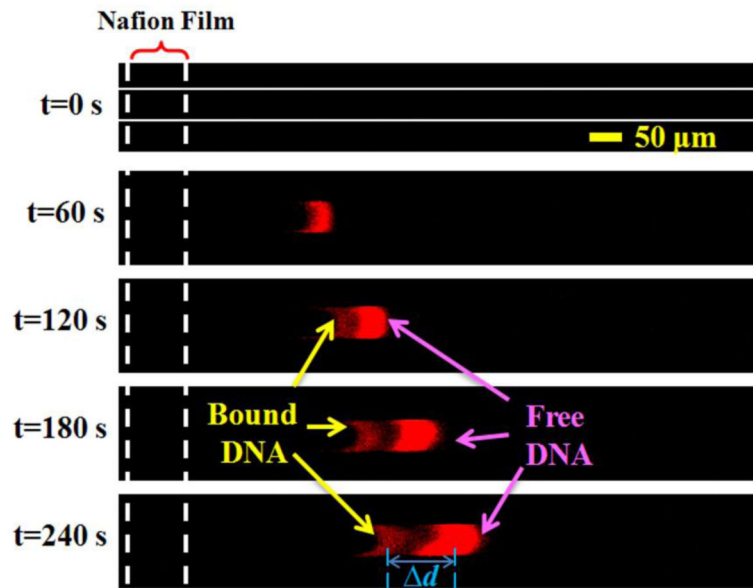 Nafion Film
t=0 s
50 μm
t=60 s
t=120 s
t=180 s
Bound
DNA
Free
DNA
t=240 s
Δd